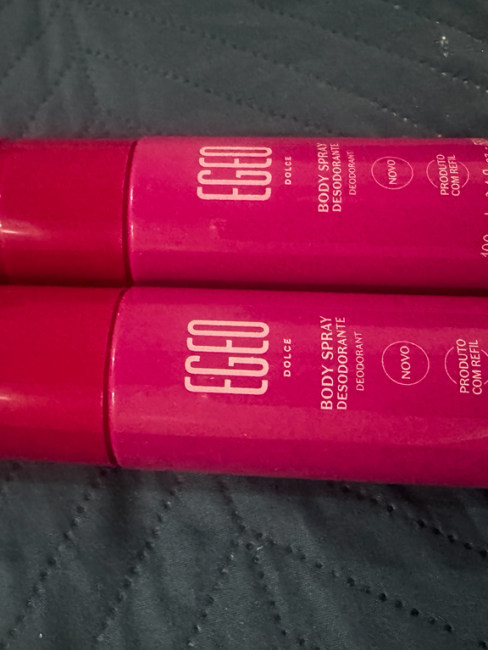 EGEO
DOLCE
BODY SPRAY
DESODORANTE
DEODORANT
NOVO
PRODUTO
COM REFIL
EGEO
DOLCE
BODY SPRAY
DESODORANTE
DEODORANT
NOVO
PRODUTO
COM REFIL